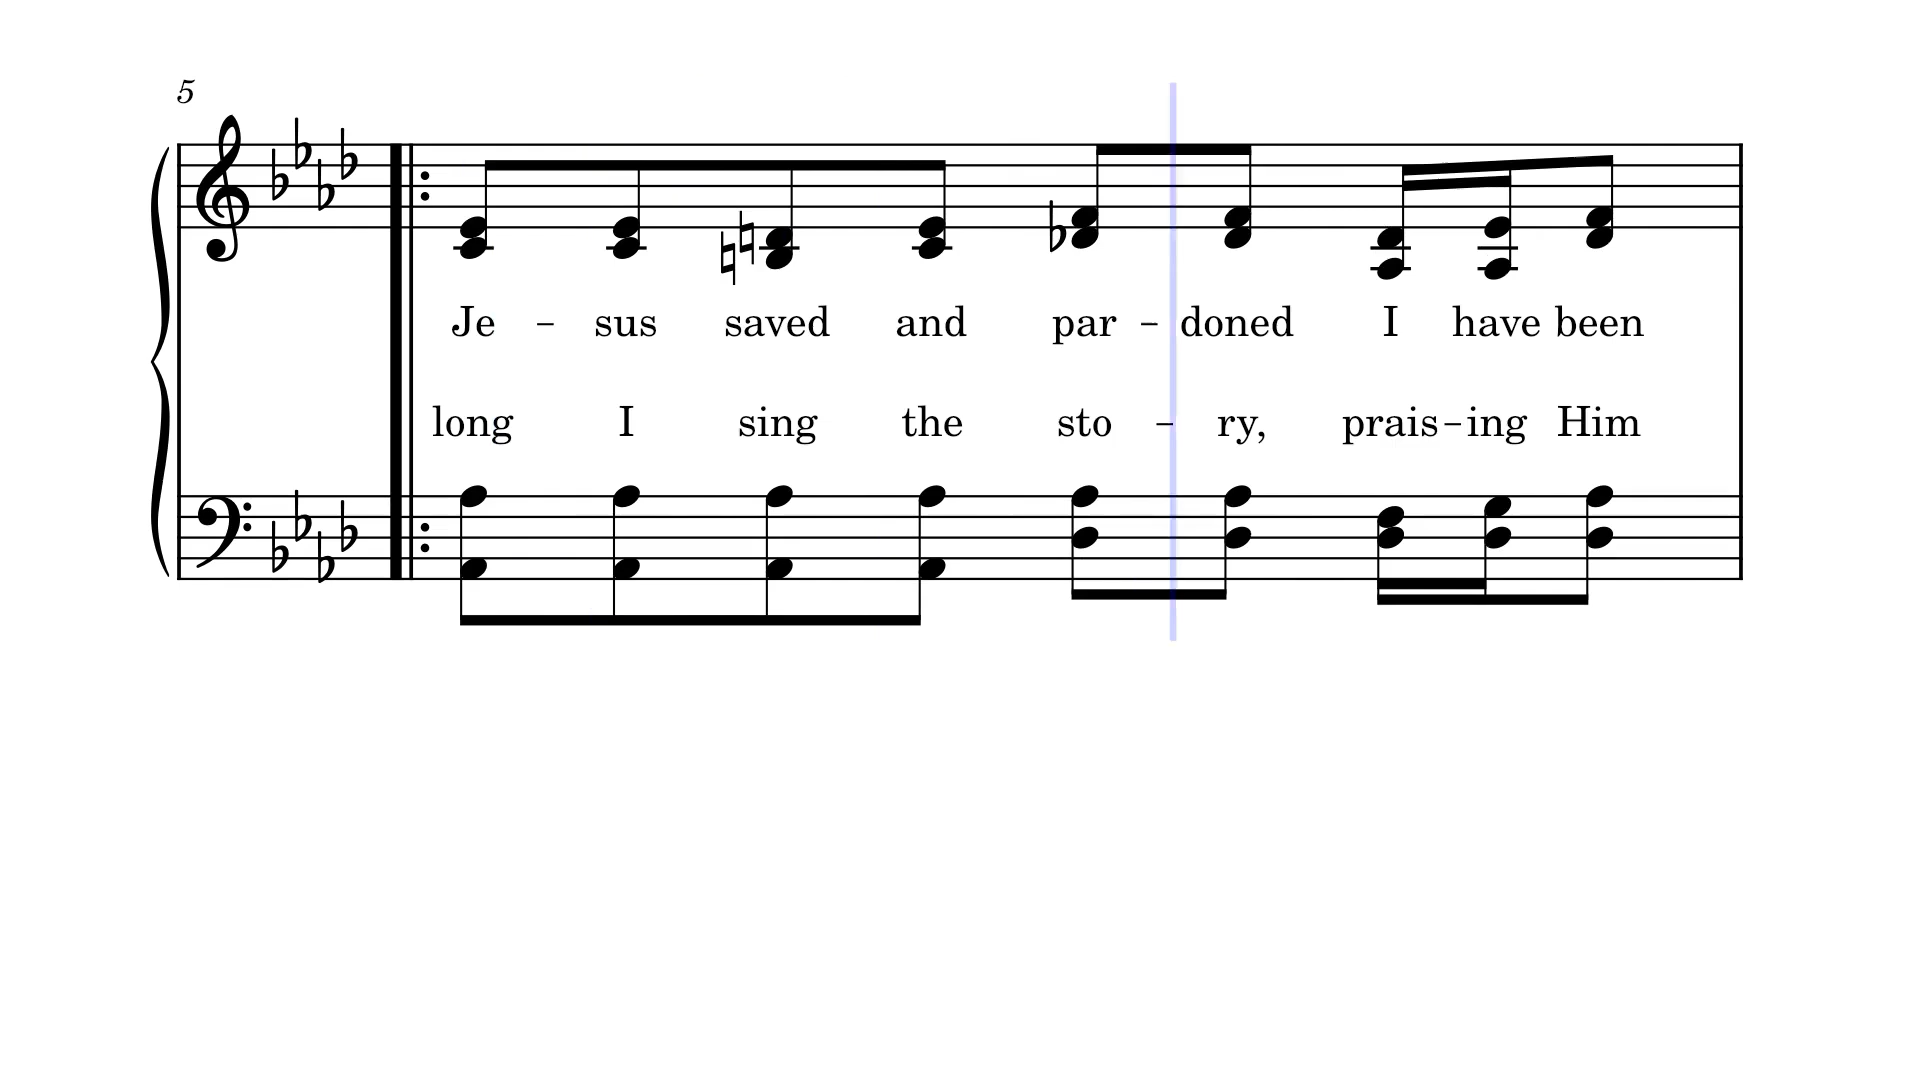 5
Je - sus saved and par - doned I have been
long I sing the sto - ry, prais - ing Him